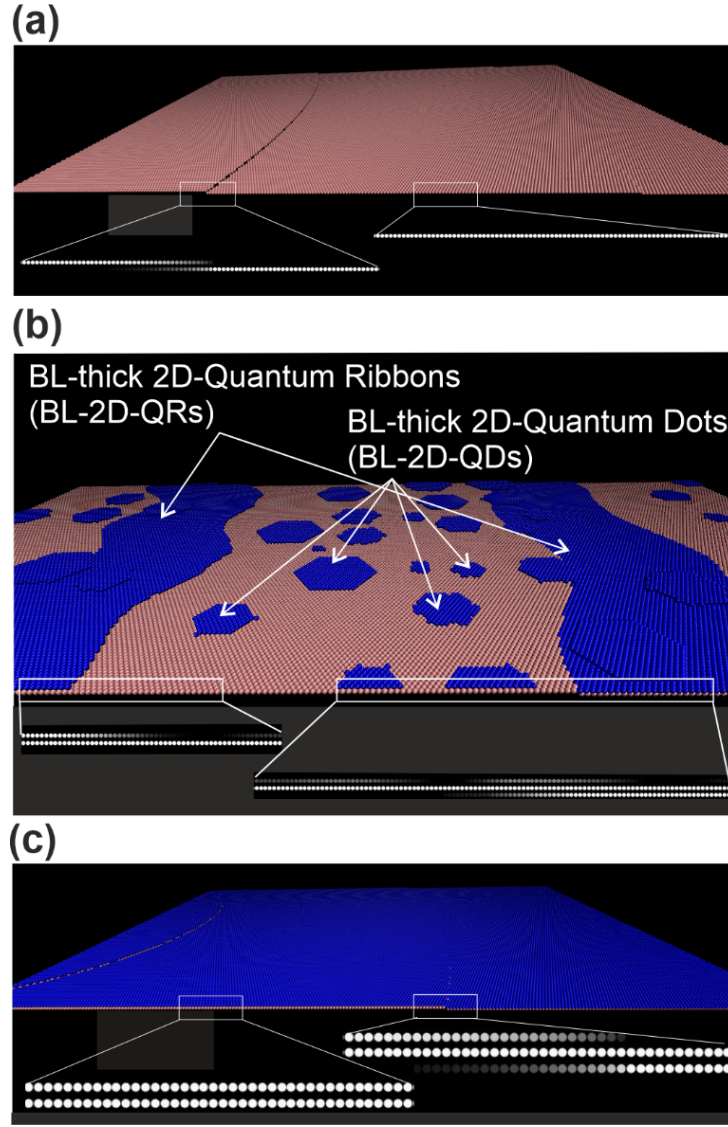 (a)
(b)
BL-thick 2D-Quantum Ribbons
(BL-2D-QRs)
BL-thick 2D-Quantum Dots
(BL-2D-QDs)
(c)